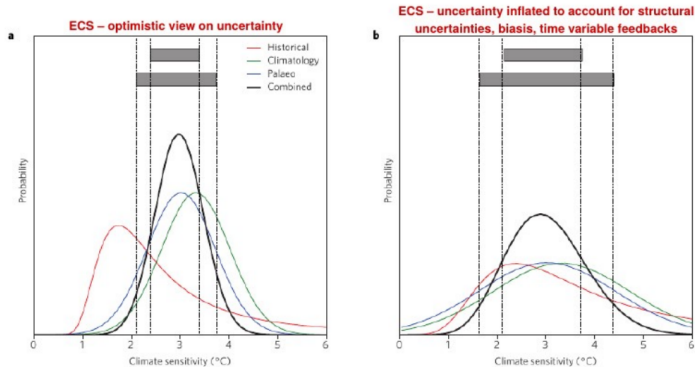 ECS – optimistic view on uncertainty
ECS – uncertainty inflated to account for structural
uncertainties, biasis, time variable feedbacks
a
Historical
Climatology
Palaeo
Combined
Probability
0 1 2 3 4 5 6
Climate sensitivity (°C)
b
Probability
0 1 2 3 4 5 6
Climate sensitivity (°C)